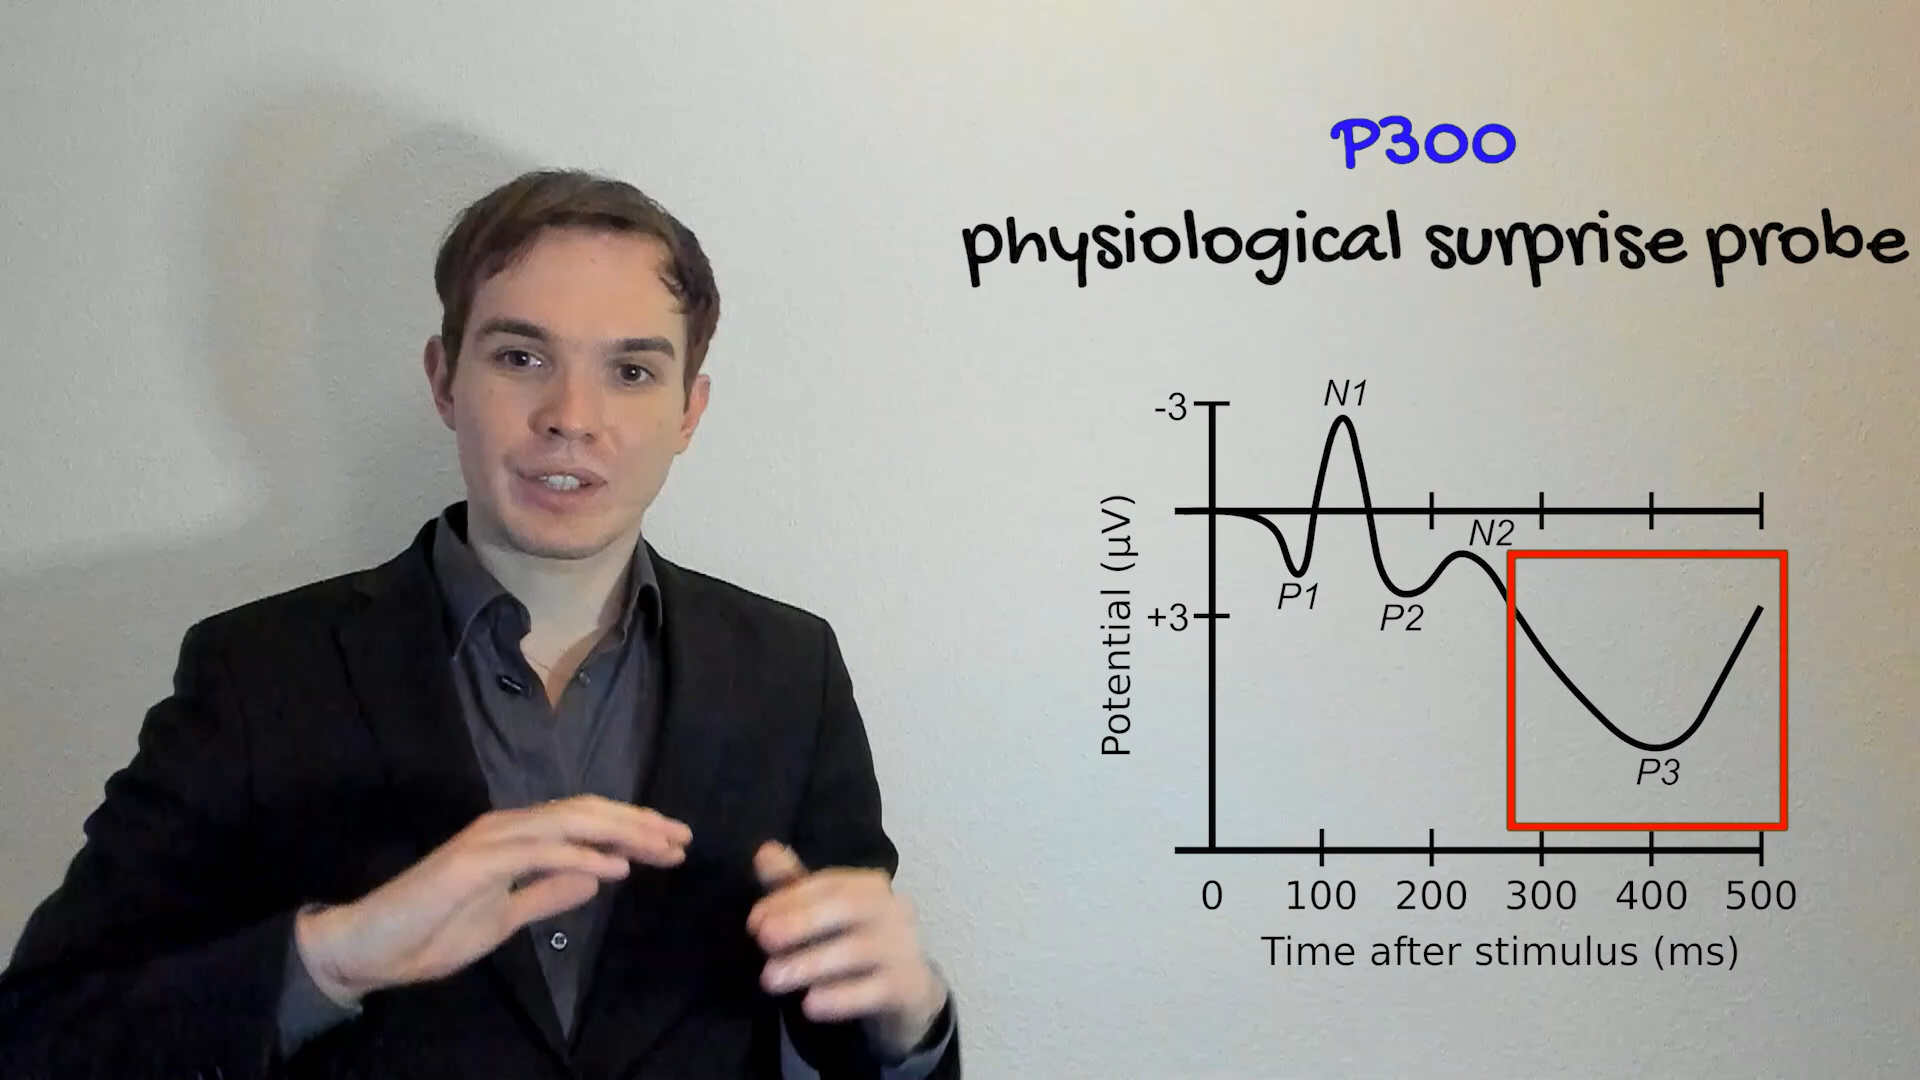 P300
physiological surprise probe
N1
-3
N2
P1
P2
+3
P3
Potential (µV)
0 100 200 300 400 500
Time after stimulus (ms)